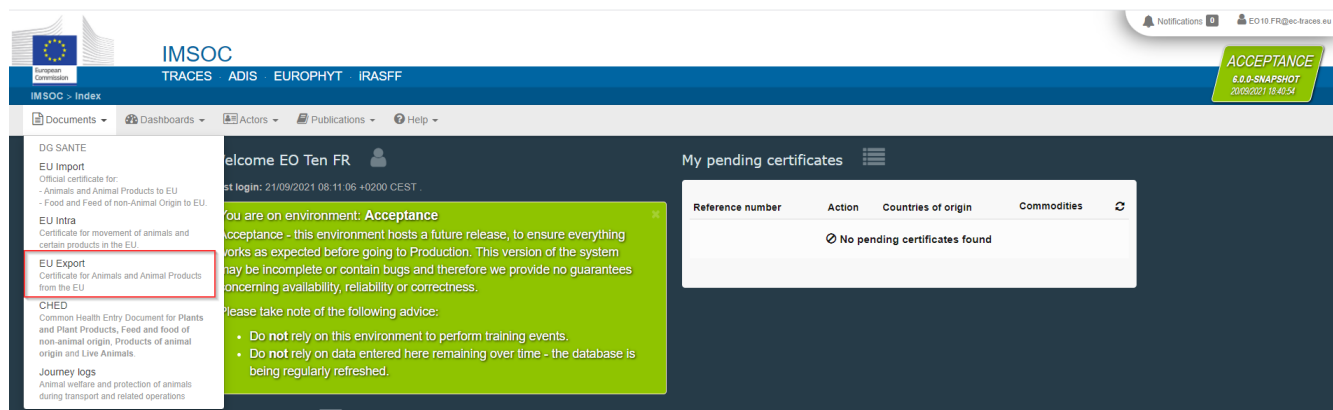 Notifications 0 EO10.FR@ec-traces.eu
European
Commission
IMSOC
TRACES · ADIS · EUROPHYT · iRASFF
ACCEPTANCE
6.0.0-SNAPSHOT
20/09/2021 18:40:54
IMSOC > Index
Documents Dashboards Actors Publications Help
DG SANTE
EU Import
Official certificate for:
- Animals and Animal Products to EU
- Food and Feed of non-Animal Origin to EU.
EU Intra
Certificate for movement of animals and
certain products in the EU.
EU Export
Certificate for Animals and Animal Products
from the EU
CHED
Common Health Entry Document for Plants
and Plant Products, Feed and food of
non-animal origin, Products of animal
origin and Live Animals.
Journey logs
Animal welfare and protection of animals
during transport and related operations
elcome EO Ten FR
st login: 21/09/2021 08:11:06 +0200 CEST .
You are on environment: Acceptance
Acceptance - this environment hosts a future release, to ensure everything
works as expected before going to Production. This version of the system
may be incomplete or contain bugs and therefore we provide no guarantees
concerning availability, reliability or correctness.
Please take note of the following advice:
• Do not rely on this environment to perform training events.
• Do not rely on data entered here remaining over time - the database is
being regularly refreshed.
My pending certificates
Reference number Action Countries of origin Commodities
No pending certificates found